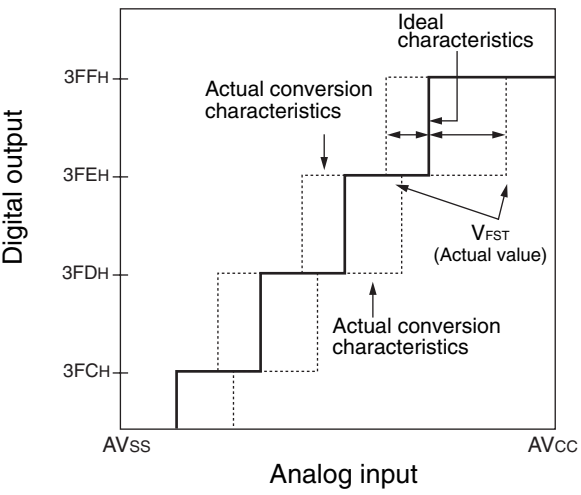 Ideal
characteristics
3FFH
Actual conversion
characteristics
3FEH
VFST
(Actual value)
Digital output
3FDH
Actual conversion
characteristics
3FCH
AVSS
AVCC
Analog input